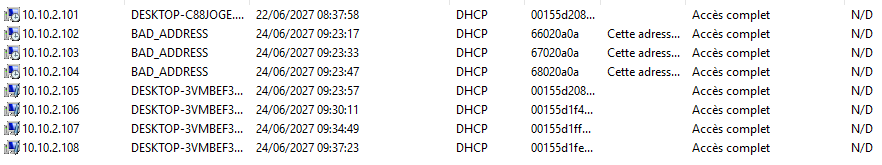 10.10.2.101 DESKTOP-C88JOGE.... 22/06/2027 08:37:58 DHCP 00155d208... Accès complet N/D
10.10.2.102 BAD_ADDRESS 24/06/2027 09:23:17 DHCP 66020a0a Cette adress... Accès complet N/D
10.10.2.103 BAD_ADDRESS 24/06/2027 09:23:33 DHCP 67020a0a Cette adress... Accès complet N/D
10.10.2.104 BAD_ADDRESS 24/06/2027 09:23:47 DHCP 68020a0a Cette adress... Accès complet N/D
10.10.2.105 DESKTOP-3VMBEF3... 24/06/2027 09:23:57 DHCP 00155d208... Accès complet N/D
10.10.2.106 DESKTOP-3VMBEF3... 24/06/2027 09:30:11 DHCP 00155d1f4... Accès complet N/D
10.10.2.107 DESKTOP-3VMBEF3... 24/06/2027 09:34:49 DHCP 00155d1ff... Accès complet N/D
10.10.2.108 DESKTOP-3VMBEF3... 24/06/2027 09:37:23 DHCP 00155d1fe... Accès complet N/D